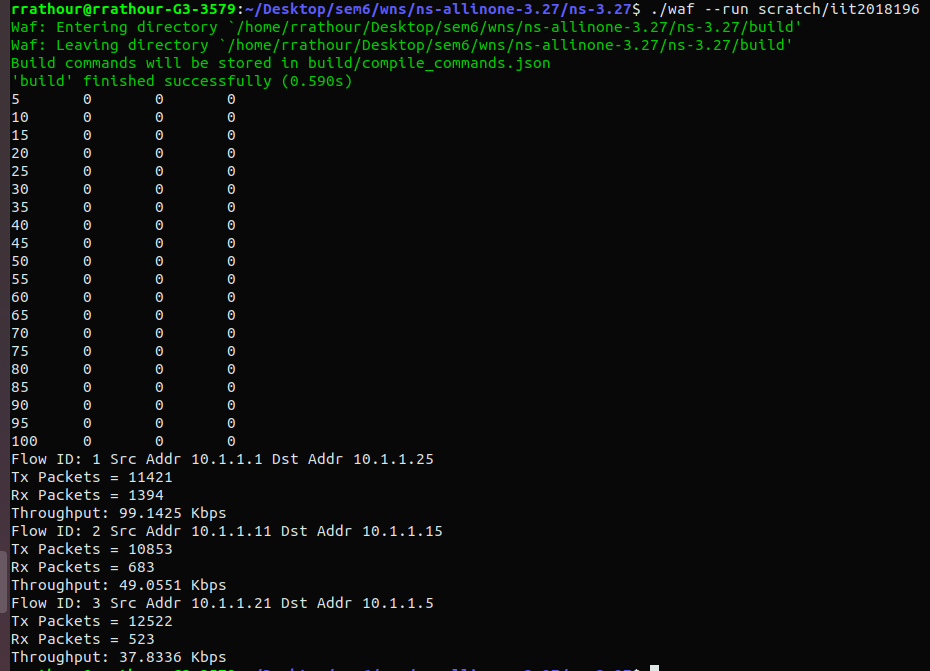 rrathour@rrathour-G3-3579:~/Desktop/sem6/wns/ns-allinone-3.27/ns-3.27$ ./waf --run scratch/iit2018196
Waf: Entering directory `/home/rrathour/Desktop/sem6/wns/ns-allinone-3.27/ns-3.27/build'
Waf: Leaving directory `/home/rrathour/Desktop/sem6/wns/ns-allinone-3.27/ns-3.27/build'
Build commands will be stored in build/compile_commands.json
'build' finished successfully (0.590s)
5 0 0 0
10 0 0 0
15 0 0 0
20 0 0 0
25 0 0 0
30 0 0 0
35 0 0 0
40 0 0 0
45 0 0 0
50 0 0 0
55 0 0 0
60 0 0 0
65 0 0 0
70 0 0 0
75 0 0 0
80 0 0 0
85 0 0 0
90 0 0 0
95 0 0 0
100 0 0 0
Flow ID: 1 Src Addr 10.1.1.1 Dst Addr 10.1.1.25
Tx Packets = 11421
Rx Packets = 1394
Throughput: 99.1425 Kbps
Flow ID: 2 Src Addr 10.1.1.11 Dst Addr 10.1.1.15
Tx Packets = 10853
Rx Packets = 683
Throughput: 49.0551 Kbps
Flow ID: 3 Src Addr 10.1.1.21 Dst Addr 10.1.1.5
Tx Packets = 12522
Rx Packets = 523
Throughput: 37.8336 Kbps